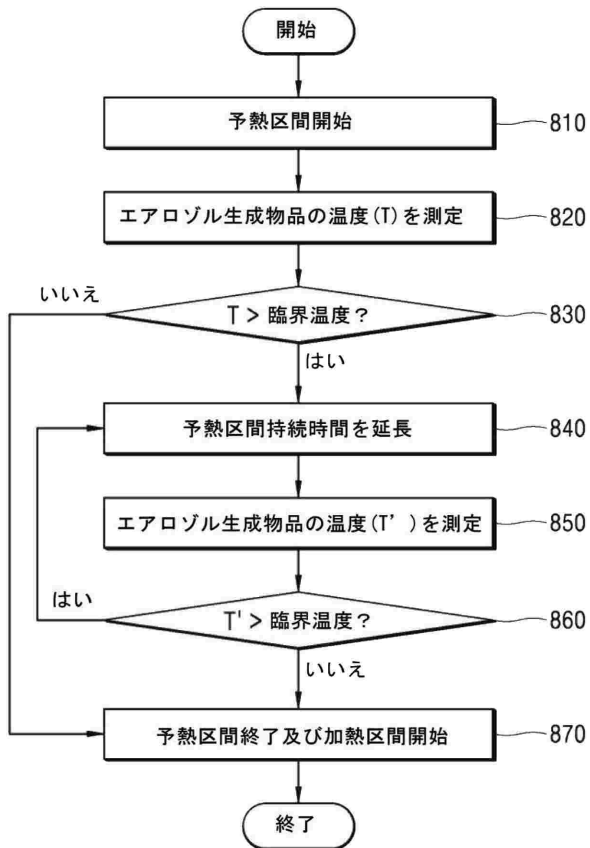 開始
予熱区間開始
810
エアロゾル生成物品の温度(T)を測定
820
いいえ
T > 臨界温度?
830
はい
予熱区間持続時間を延長
840
エアロゾル生成物品の温度(T’)を測定
850
はい
T' > 臨界温度?
860
いいえ
予熱区間終了及び加熱区間開始
870
終了